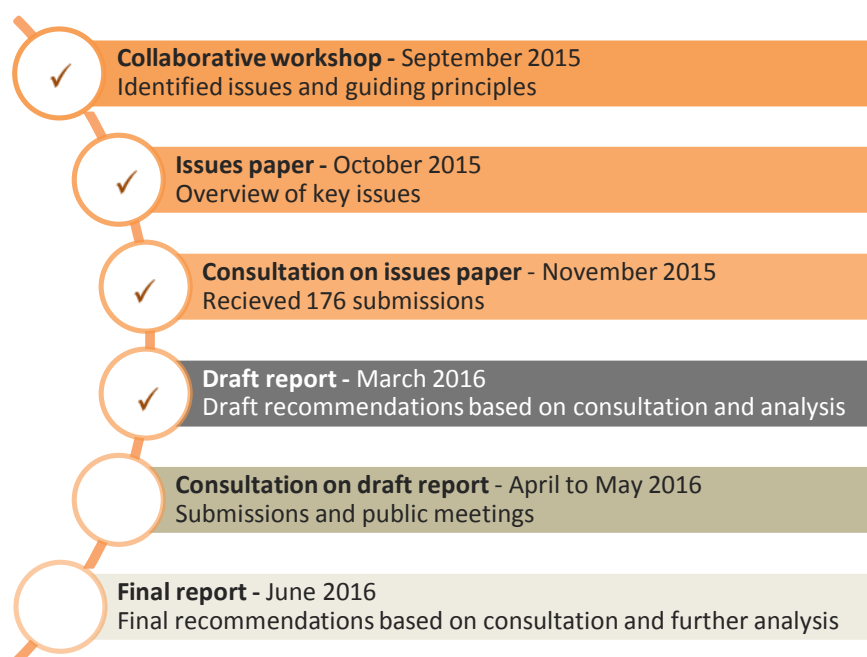 Collaborative workshop - September 2015
Identified issues and guiding principles
Issues paper - October 2015
Overview of key issues
Consultation on issues paper - November 2015
Recieved 176 submissions
Draft report - March 2016
Draft recommendations based on consultation and analysis
Consultation on draft report - April to May 2016
Submissions and public meetings
Final report - June 2016
Final recommendations based on consultation and further analysis